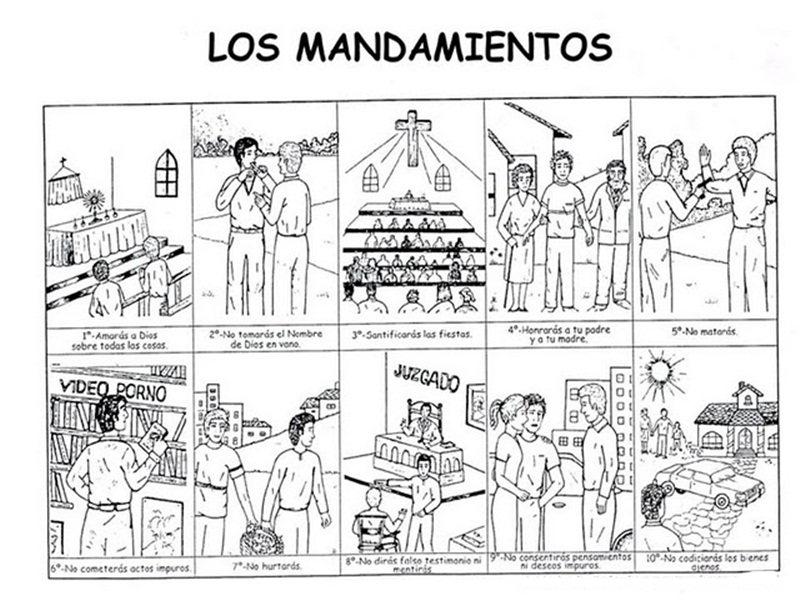 LOS MANDAMIENTOS
1º-Amarás a Dios
sobre todas las cosas.
2º-No tomarás el Nombre
de Dios en vano.
3º-Santificarás las fiestas.
4º-Honrarás a tu padre
y a tu madre.
5º-No matarás.
VIDEO PORNO
6º-No cometerás actos impuros.
7º-No hurtarás.
JUZGADO
8º-No dirás falso testimonio ni
mentirás.
9º-No consentirás pensamientos
ni deseos impuros.
10º-No codiciarás los bienes
ajenos.